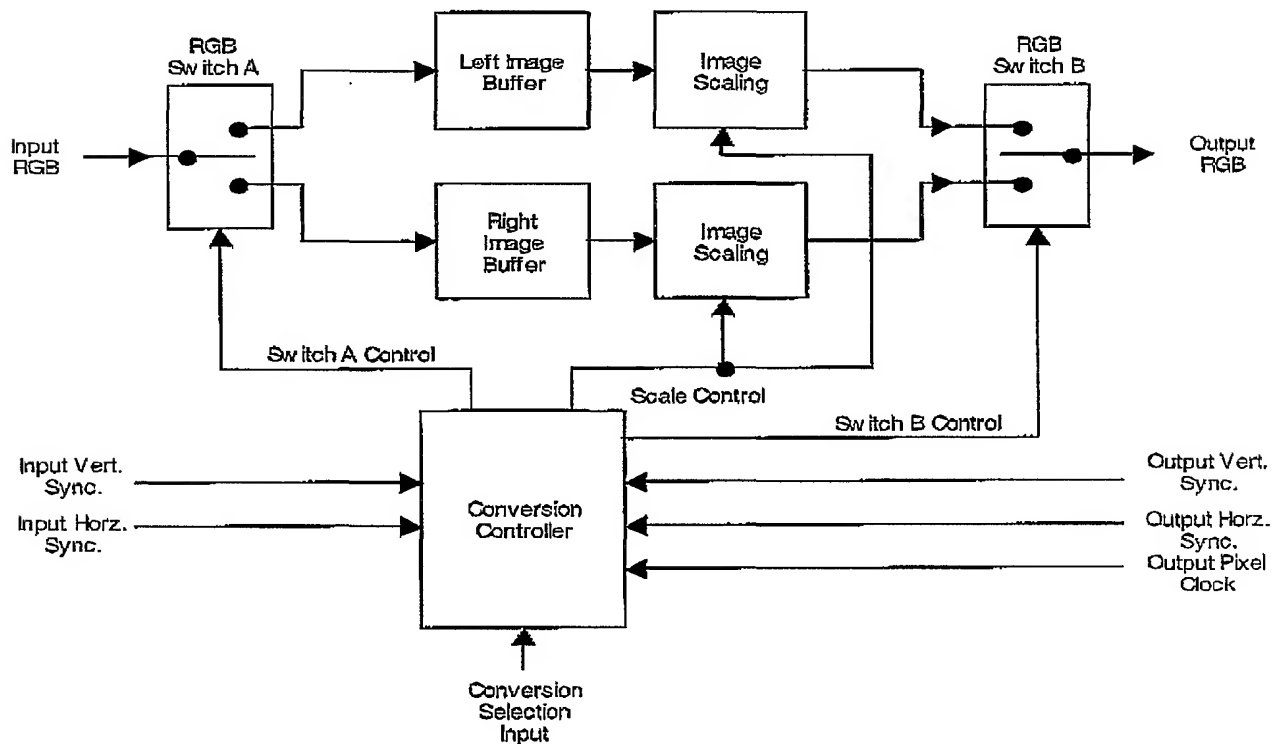 RGB
Switch A
Left Image
Buffer
Image
Scaling
RGB
Switch B
Input
RGB
Output
RGB
Right
Image
Buffer
Image
Scaling
Switch A Control
Scale Control
Switch B Control
Input Vert.
Sync.
Output Vert.
Sync.
Conversion
Controller
Input Horz.
Sync.
Output Horz.
Sync.
Output Pixel
Clock
Conversion
Selection
Input